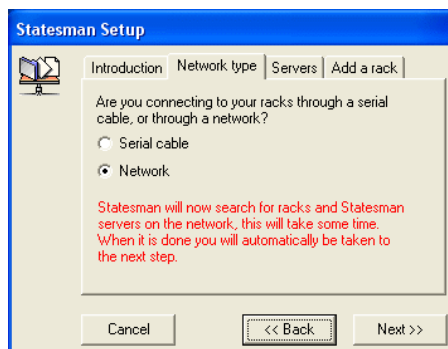 Statesman Setup
Introduction Network type Servers Add a rack
Are you connecting to your racks through a serial
cable, or through a network?
Serial cable
Network
Statesman will now search for racks and Statesman
servers on the network, this will take some time.
When it is done you will automatically be taken to
the next step.
Cancel << Back Next >>